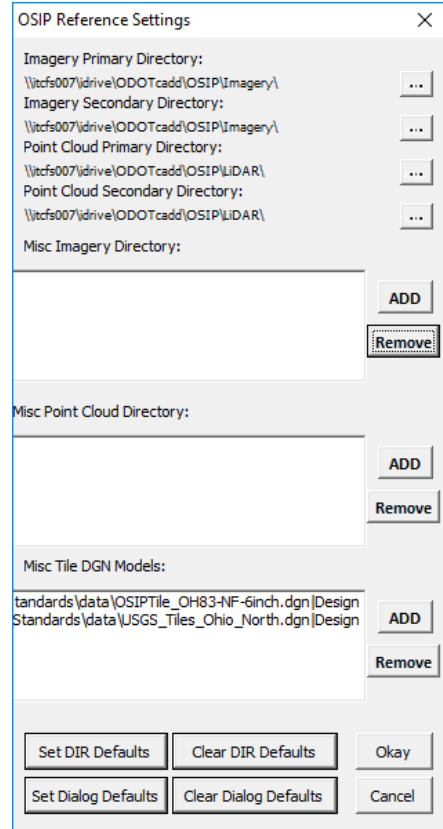 OSIP Reference Settings
Imagery Primary Directory:
\\itcfs007\idrive\ODOTcadd\OSIP\Imagery\
...
Imagery Secondary Directory:
\\itcfs007\idrive\ODOTcadd\OSIP\Imagery\
...
Point Cloud Primary Directory:
\\itcfs007\idrive\ODOTcadd\OSIP\LiDAR\
...
Point Cloud Secondary Directory:
\\itcfs007\idrive\ODOTcadd\OSIP\LiDAR\
...
Misc Imagery Directory:
ADD
Remove
Misc Point Cloud Directory:
ADD
Remove
Misc Tile DGN Models:
tandards\data\OSIPTile_OH83-NF-6inch.dgn|Design
Standards\data\USGS_Tiles_Ohio_North.dgn|Design
ADD
Remove
Set DIR Defaults Clear DIR Defaults Okay
Set Dialog Defaults Clear Dialog Defaults Cancel